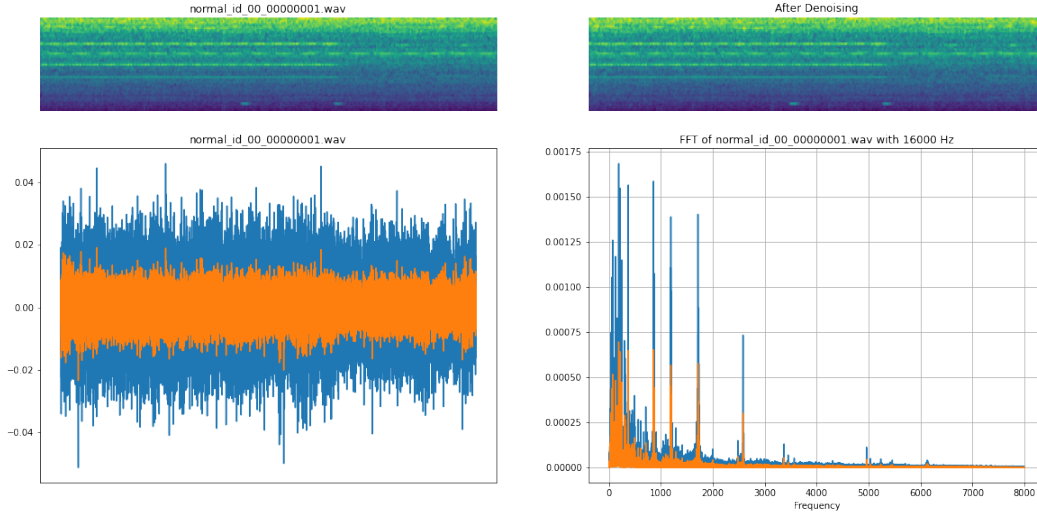 normal_id_00_00000001.wav
After Denoising
normal_id_00_00000001.wav
0.04
0.02
0.00
−0.02
−0.04
FFT of normal_id_00_00000001.wav with 16000 Hz
0.00175
0.00150
0.00125
0.00100
0.00075
0.00050
0.00025
0.00000
0 1000 2000 3000 4000 5000 6000 7000 8000
Frequency